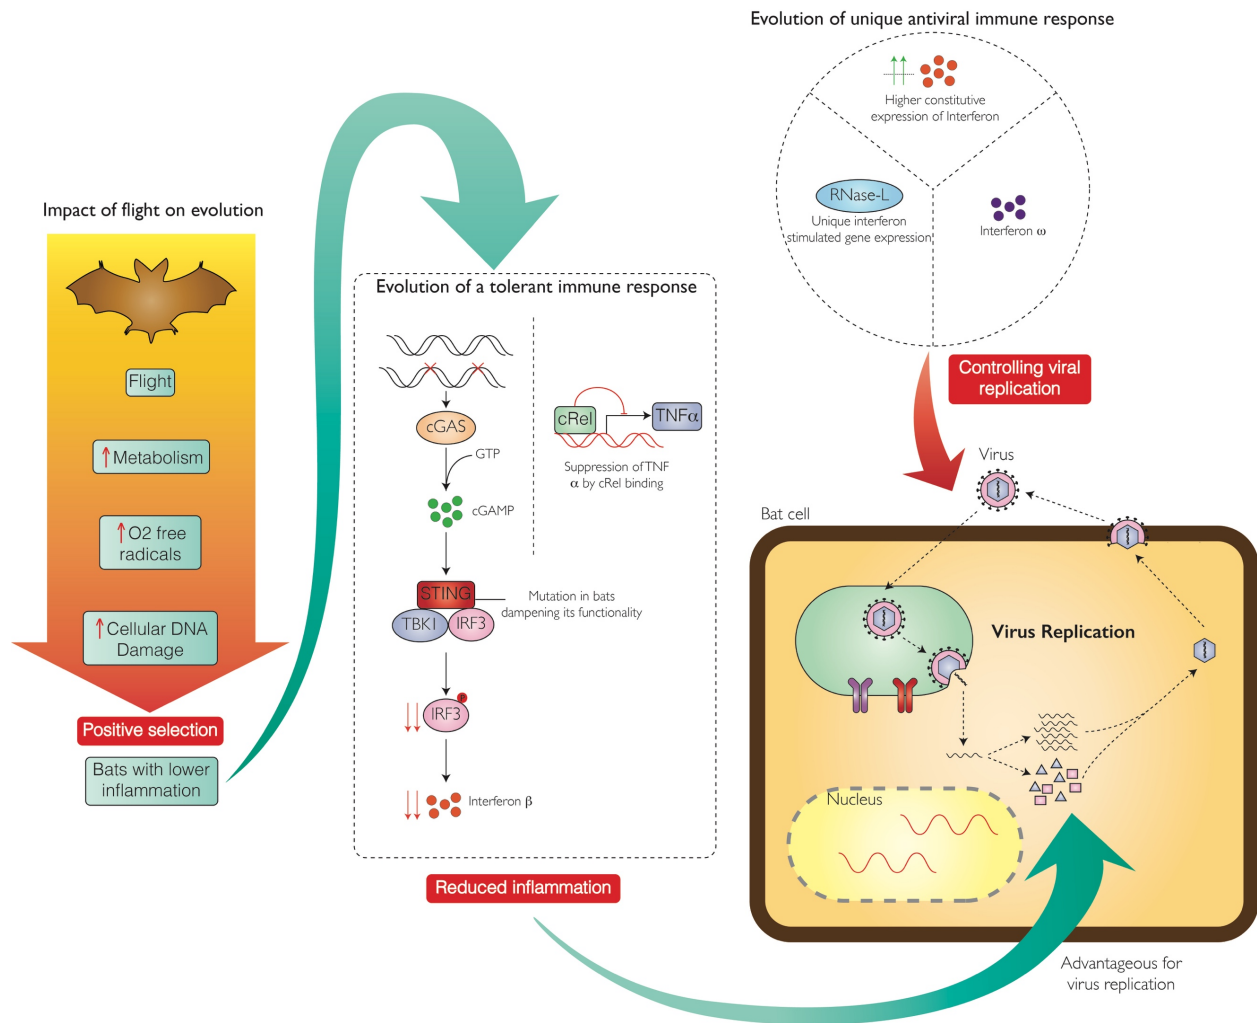 Evolution of unique antiviral immune response
Higher constitutive
expression of Interferon
RNase-L
Unique interferon
stimulated gene expression
Interferon ω
Impact of flight on evolution
Flight
↑Metabolism
↑O2 free
radicals
↑Cellular DNA
Damage
Positive selection
Bats with lower
inflammation
Evolution of a tolerant immune response
cGAS
GTP
cGAMP
STING
TBK1
IRF3
Mutation in bats
dampening its functionality
P
IRF3
Interferon β
cRel
TNFα
Suppression of TNF
α by cRel binding
Reduced inflammation
Controlling viral
replication
Virus
Bat cell
Virus Replication
Nucleus
Advantageous for
virus replication